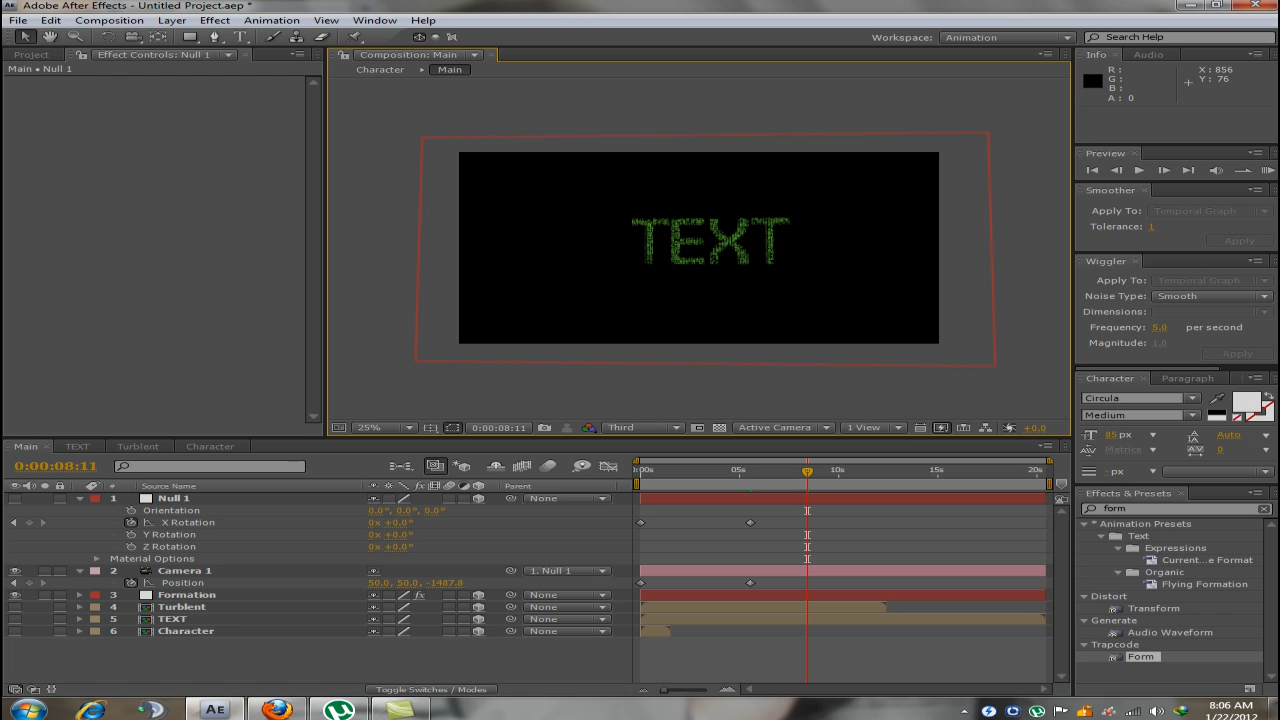 Adobe After Effects - Untitled Project.aep *
File Edit Composition Layer Effect Animation View Window Help
Workspace: Animation Search Help
Project Effect Controls: Null 1
Main • Null 1
Composition: Main
Character Main
TEXT
25% 0:00:08:11 Third Active Camera 1 View +0.0
Info Audio
R: X: 856
G: Y: 76
B:
A: 0
Preview
Smoother
Apply To: Temporal Graph
Tolerance: 1
Apply
Wiggler
Apply To: Temporal Graph
Noise Type: Smooth
Dimensions:
Frequency: 5.0 per second
Magnitude: 1.0
Apply
Character Paragraph
Circula
Medium
85 px Auto
Metrics 0
- px
Effects & Presets
form
* Animation Presets
Text
Expressions
Current...e Format
Organic
Flying Formation
Distort
Transform
Generate
Audio Waveform
Trapcode
Form
Main TEXT Turblent Character
0:00:08:11
# Source Name Parent
:00s 05s 10s 15s 20s
1 Null 1 None
Orientation 0.0°, 0.0°, 0.0°
X Rotation 0x +0.0°
Y Rotation 0x +0.0°
Z Rotation 0x +0.0°
Material Options
2 Camera 1 1. Null 1
Position 50.0, 50.0, -1487.8
3 Formation fx None
4 Turblent None
5 TEXT None
6 Character None
Toggle Switches / Modes
Ae
8:06 AM
1/22/2012